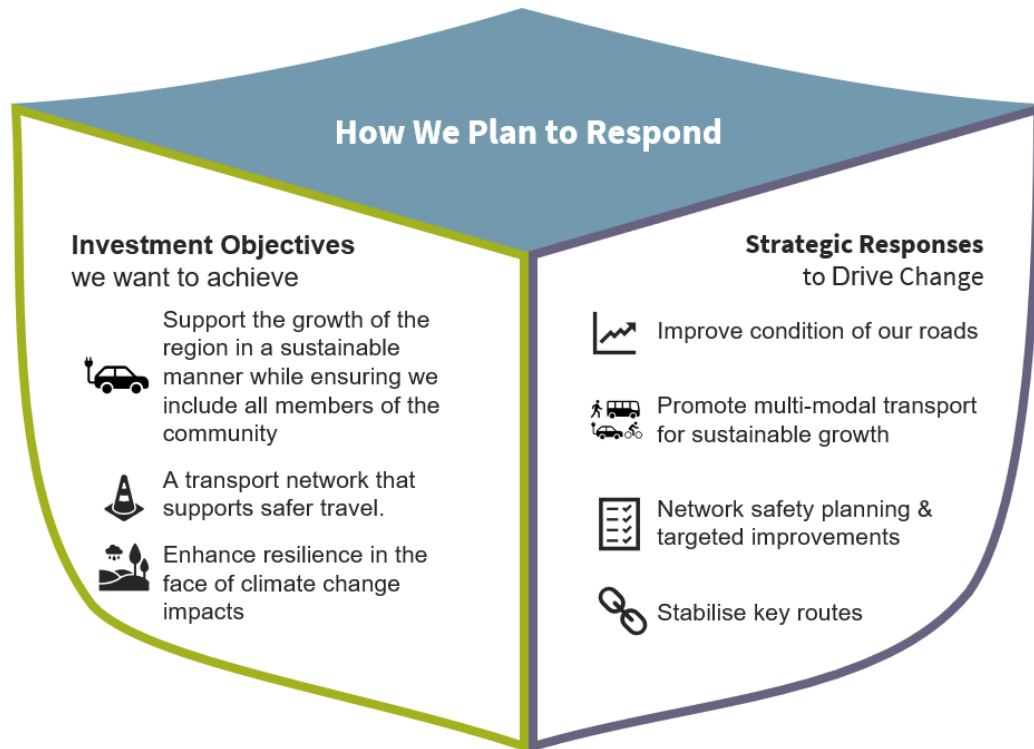 How We Plan to Respond
Investment Objectives
we want to achieve
Support the growth of the
region in a sustainable
manner while ensuring we
include all members of the
community
A transport network that
supports safer travel.
Enhance resilience in the
face of climate change
impacts
Strategic Responses
to Drive Change
Improve condition of our roads
Promote multi-modal transport
for sustainable growth
Network safety planning &
targeted improvements
Stabilise key routes